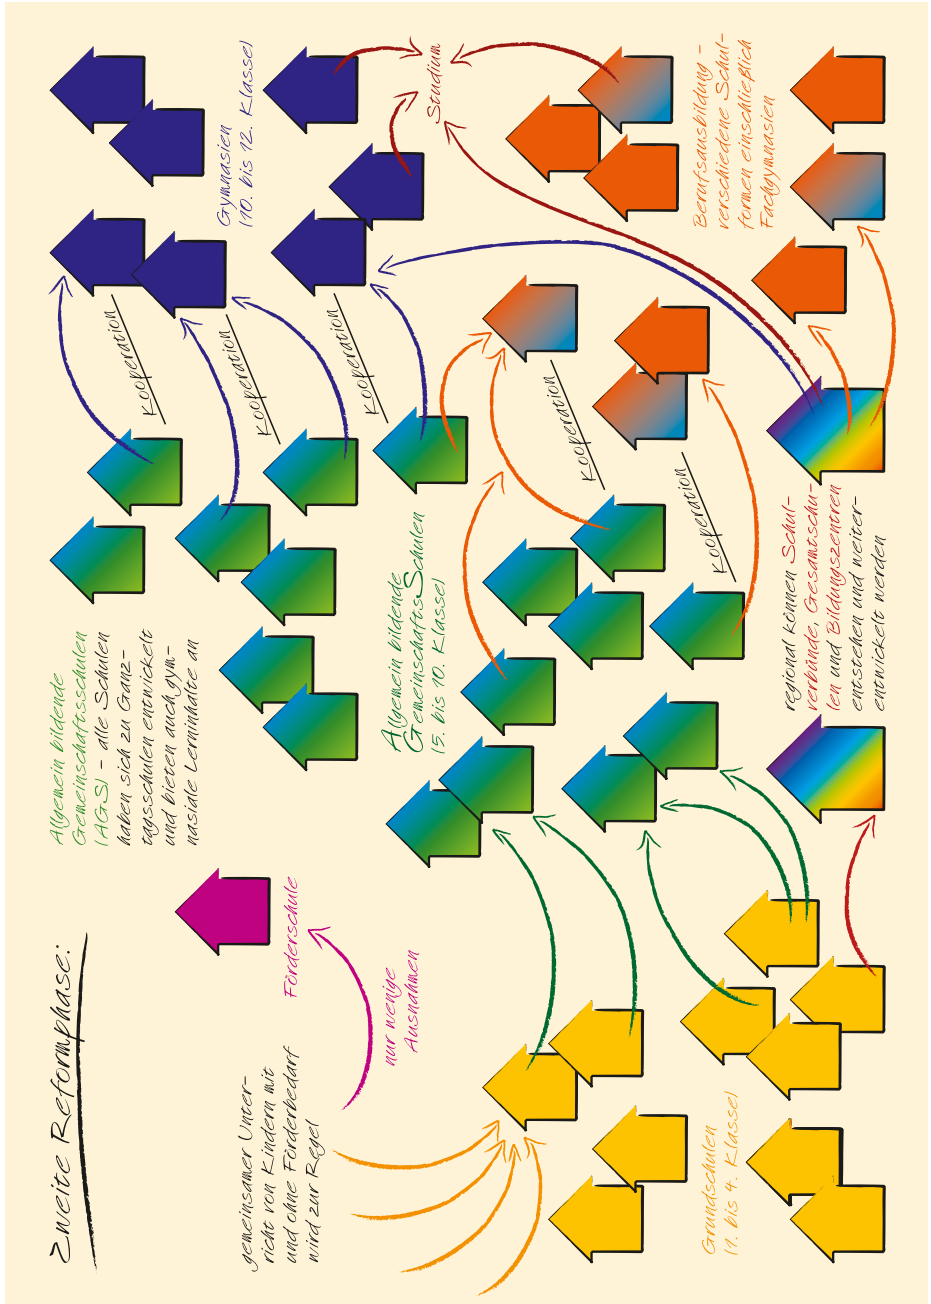 Zweite Reformphase:
gemeinsamer Unter-
richt von Kindern mit
und ohne Förderbedarf
wird zur Regel
Förderschule
nur wenige
Ausnahmen
Allgemein bildende
Gemeinschaftsschulen
(AGS) – alle Schulen
haben sich zu Ganz-
tagsschulen entwickelt
und bieten auch gym-
nasiale Lerninhalte an
Kooperation
Kooperation
Kooperation
Gymnasien
(10. bis 12. Klasse)
Allgemein bildende
GemeinschaftsSchulen
(5. bis 10. Klasse)
Studium
Kooperation
Kooperation
Grundschulen
(1. bis 4. Klasse)
regional können Schul-
verbünde, Gesamtschu-
len und Bildungszentren
entstehen und weiter-
entwickelt werden
Berufsausbildung –
verschiedene Schul-
formen einschließlich
Fachgymnasien